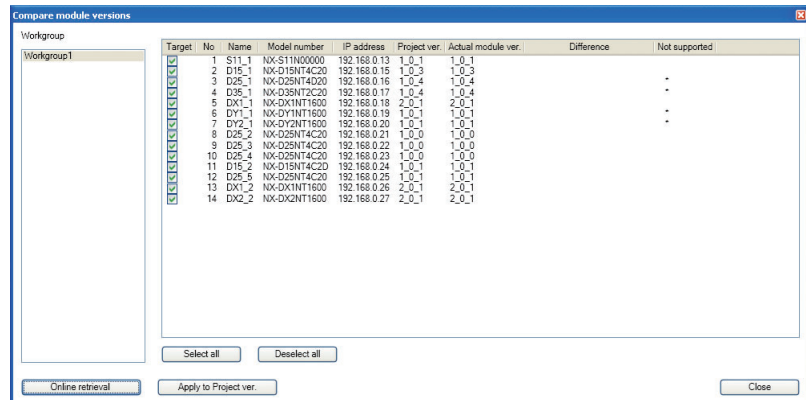 Compare module versions
Workgroup
Workgroup1
Target No Name Model number IP address Project ver. Actual module ver. Difference Not supported
1 S11_1 NX-S11N00000 192.168.0.13 1_0_1 1_0_1
2 D15_1 NX-D15NT4C20 192.168.0.15 1_0_3 1_0_3
3 D25_1 NX-D25NT4D20 192.168.0.16 1_0_4 1_0_4 *
4 D35_1 NX-D35NT2C20 192.168.0.17 1_0_4 1_0_4 *
5 DX1_1 NX-DX1NT1600 192.168.0.18 2_0_1 2_0_1
6 DY1_1 NX-DY1NT1600 192.168.0.19 1_0_1 1_0_1 *
7 DY2_1 NX-DY2NT1600 192.168.0.20 1_0_1 1_0_1 *
8 D25_2 NX-D25NT4C20 192.168.0.21 1_0_0 1_0_0
9 D25_3 NX-D25NT4C20 192.168.0.22 1_0_0 1_0_0
10 D25_4 NX-D25NT4C20 192.168.0.23 1_0_0 1_0_0
11 D15_2 NX-D15NT4C2D 192.168.0.24 1_0_1 1_0_1
12 D25_5 NX-D25NT4C20 192.168.0.25 1_0_1 1_0_1
13 DX1_2 NX-DX1NT1600 192.168.0.26 2_0_1 2_0_1
14 DX2_2 NX-DX2NT1600 192.168.0.27 2_0_1 2_0_1
Select all Deselect all
Online retrieval Apply to Project ver. Close